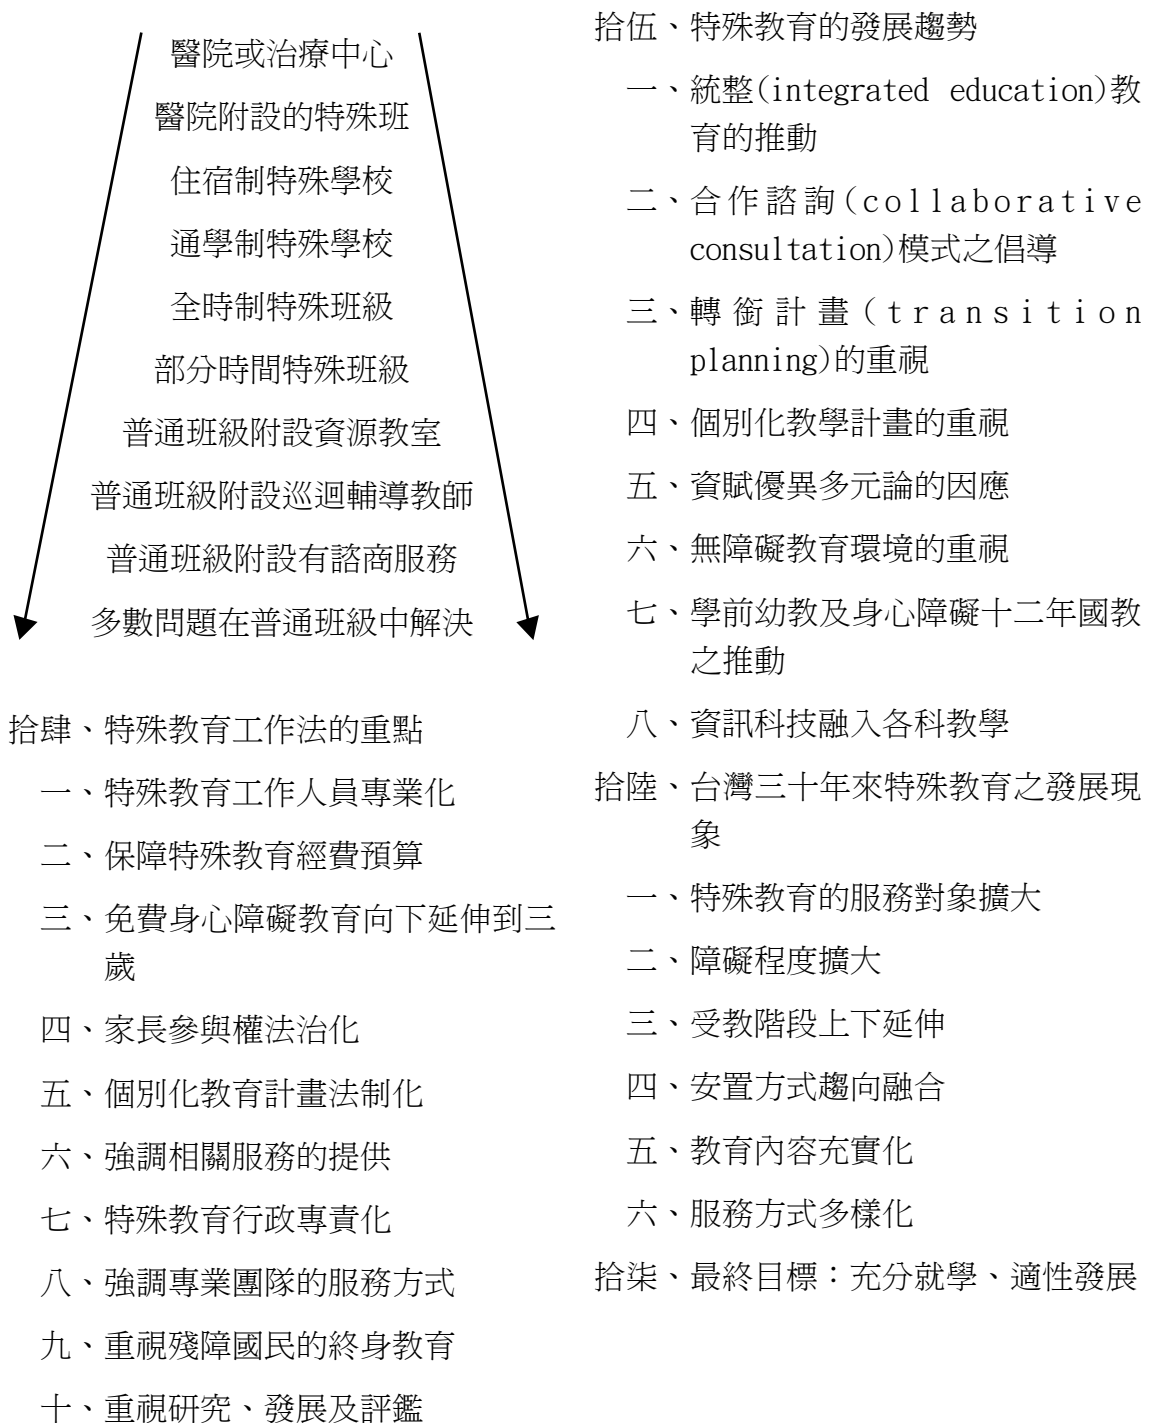 醫院或治療中心
醫院附設的特殊班
住宿制特殊學校
通學制特殊學校
全時制特殊班級
部分時間特殊班級
普通班級附設資源教室
普通班級附設巡迴輔導教師
普通班級附設有諮商服務
多數問題在普通班級中解決
拾肆、特殊教育工作法的重點
一、特殊教育工作人員專業化
二、保障特殊教育經費預算
三、免費身心障礙教育向下延伸到三
歲
四、家長參與權法治化
五、個別化教育計畫法制化
六、強調相關服務的提供
七、特殊教育行政專責化
八、強調專業團隊的服務方式
九、重視殘障國民的終身教育
十、重視研究、發展及評鑑
拾伍、特殊教育的發展趨勢
一、統整(integrated education)教
育的推動
二、合作諮詢(collaborative
consultation)模式之倡導
三、轉銜計畫(transition
planning)的重視
四、個別化教學計畫的重視
五、資賦優異多元論的因應
六、無障礙教育環境的重視
七、學前幼教及身心障礙十二年國教
之推動
八、資訊科技融入各科教學
拾陸、台灣三十年來特殊教育之發展現
象
一、特殊教育的服務對象擴大
二、障礙程度擴大
三、受教階段上下延伸
四、安置方式趨向融合
五、教育內容充實化
六、服務方式多樣化
拾柒、最終目標：充分就學、適性發展